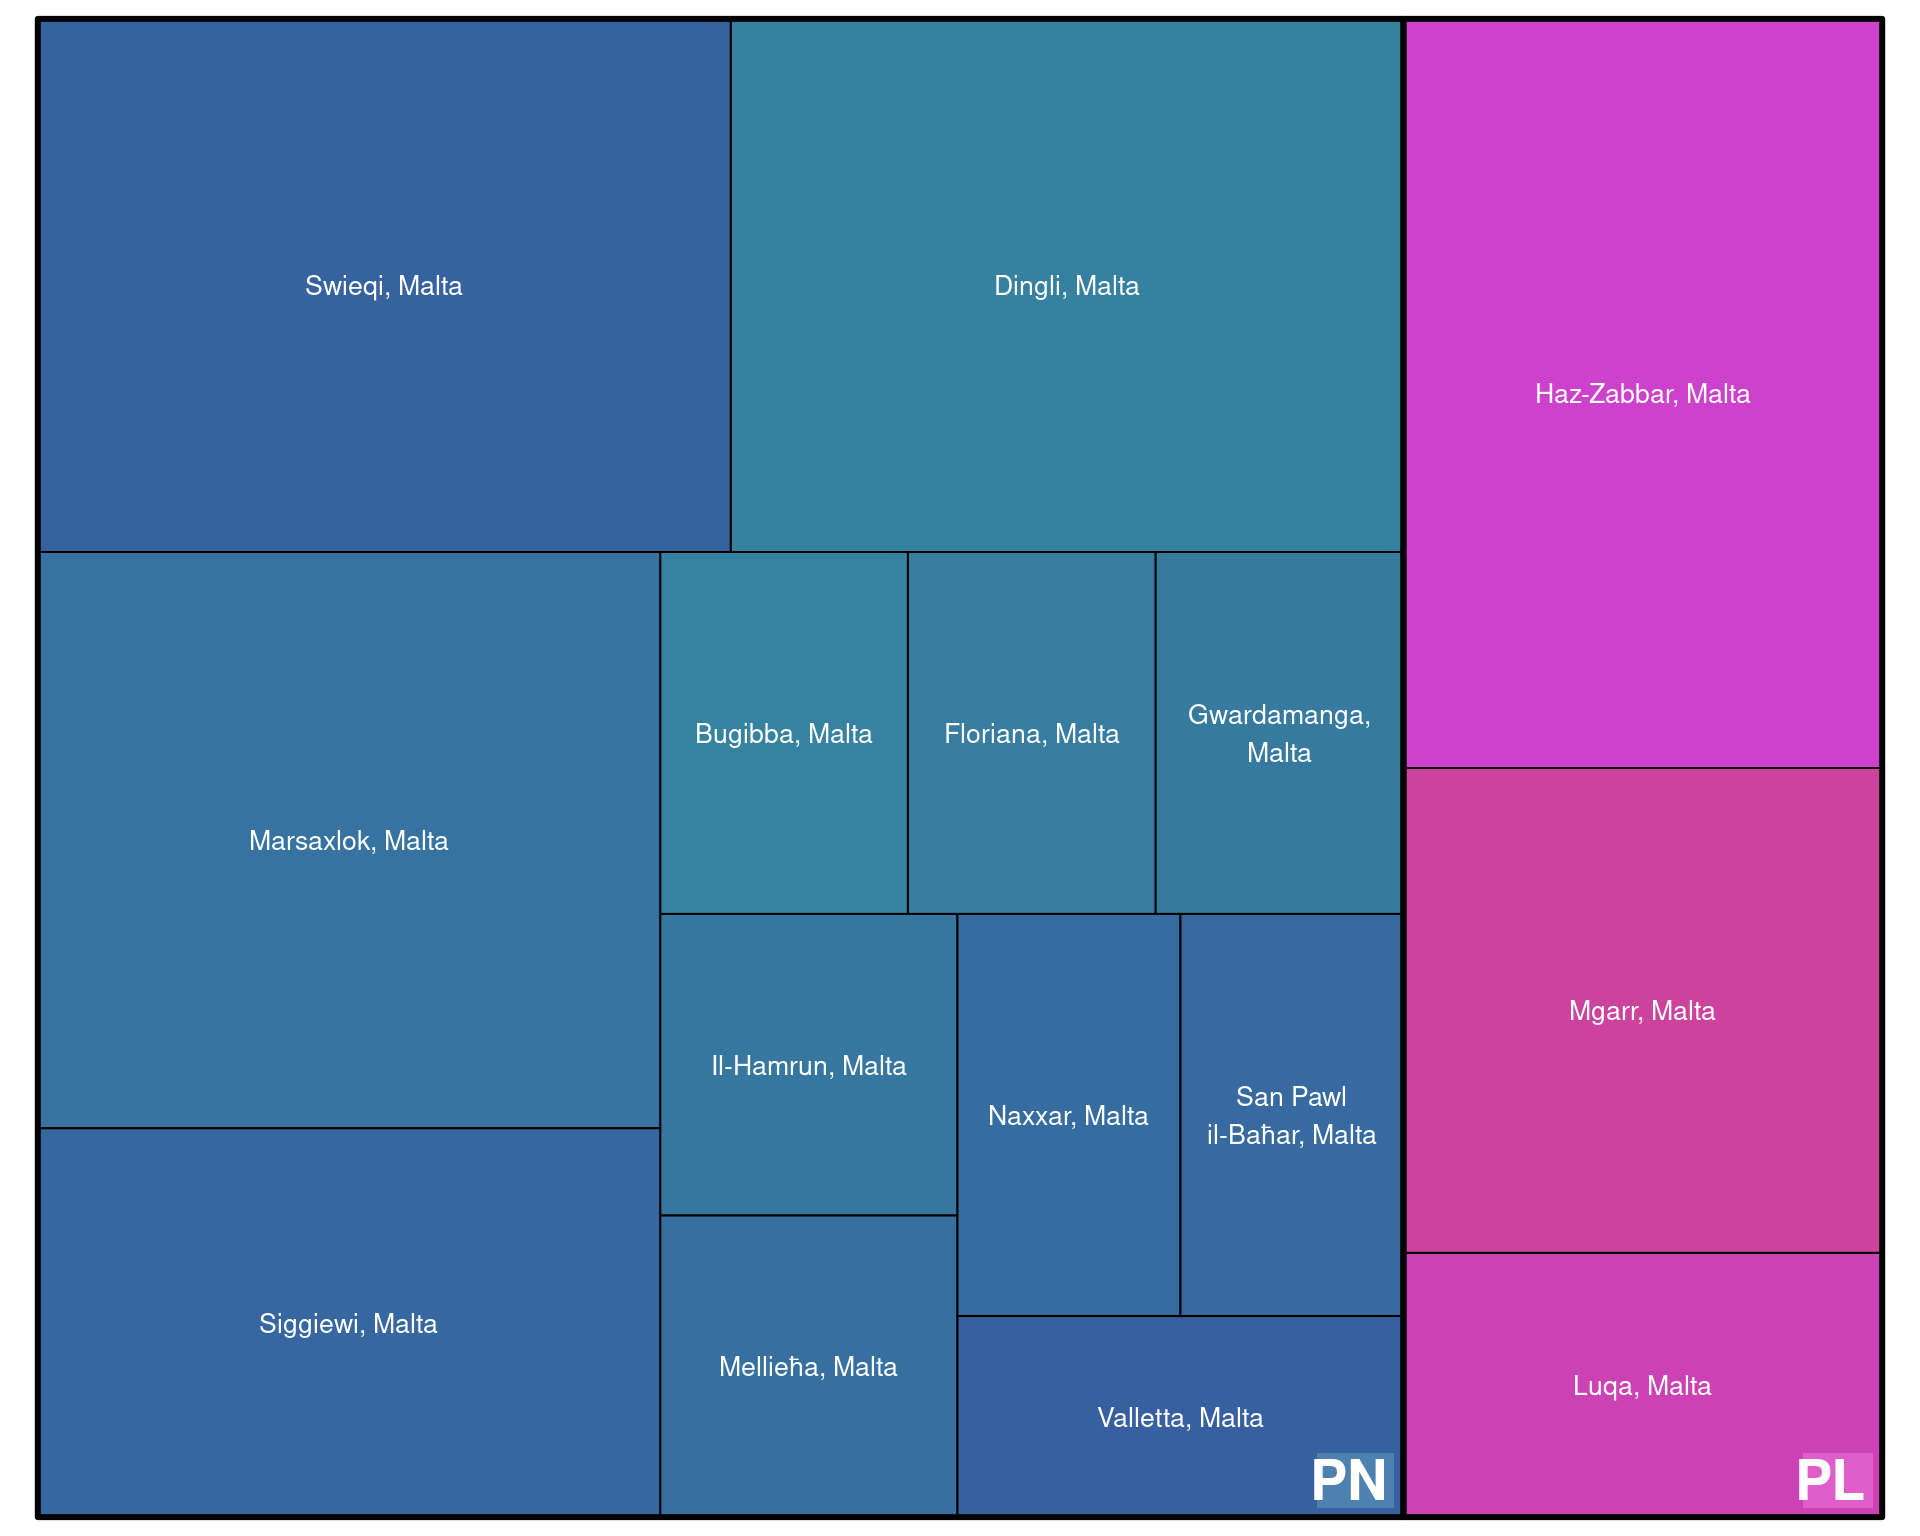 Swieqi, Malta
Dingli, Malta
Haz-Zabbar, Malta
Marsaxlok, Malta
Bugibba, Malta
Floriana, Malta
Gwardamanga,
Malta
Il-Hamrun, Malta
Naxxar, Malta
San Pawl
il-Baħar, Malta
Mgarr, Malta
Siggiewi, Malta
Mellieħa, Malta
Valletta, Malta
Luqa, Malta
PN
PL